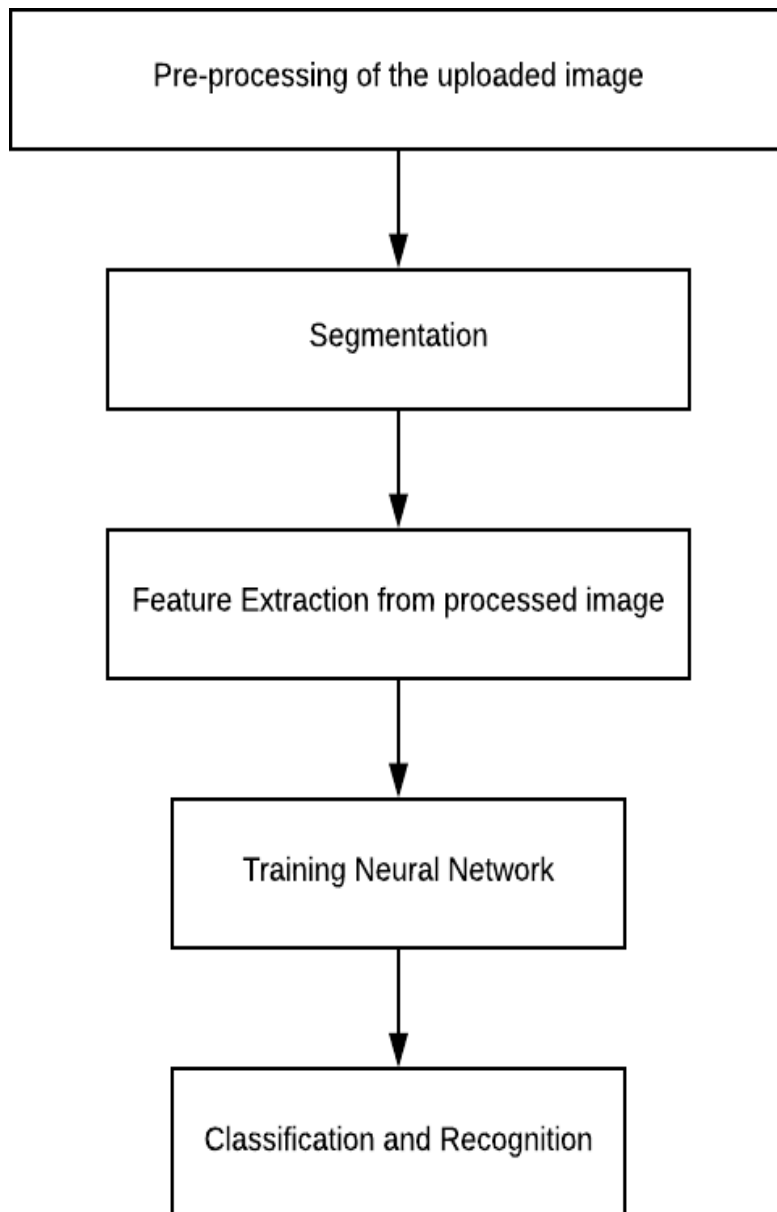 Pre-processing of the uploaded image
Segmentation
Feature Extraction from processed image
Training Neural Network
Classification and Recognition